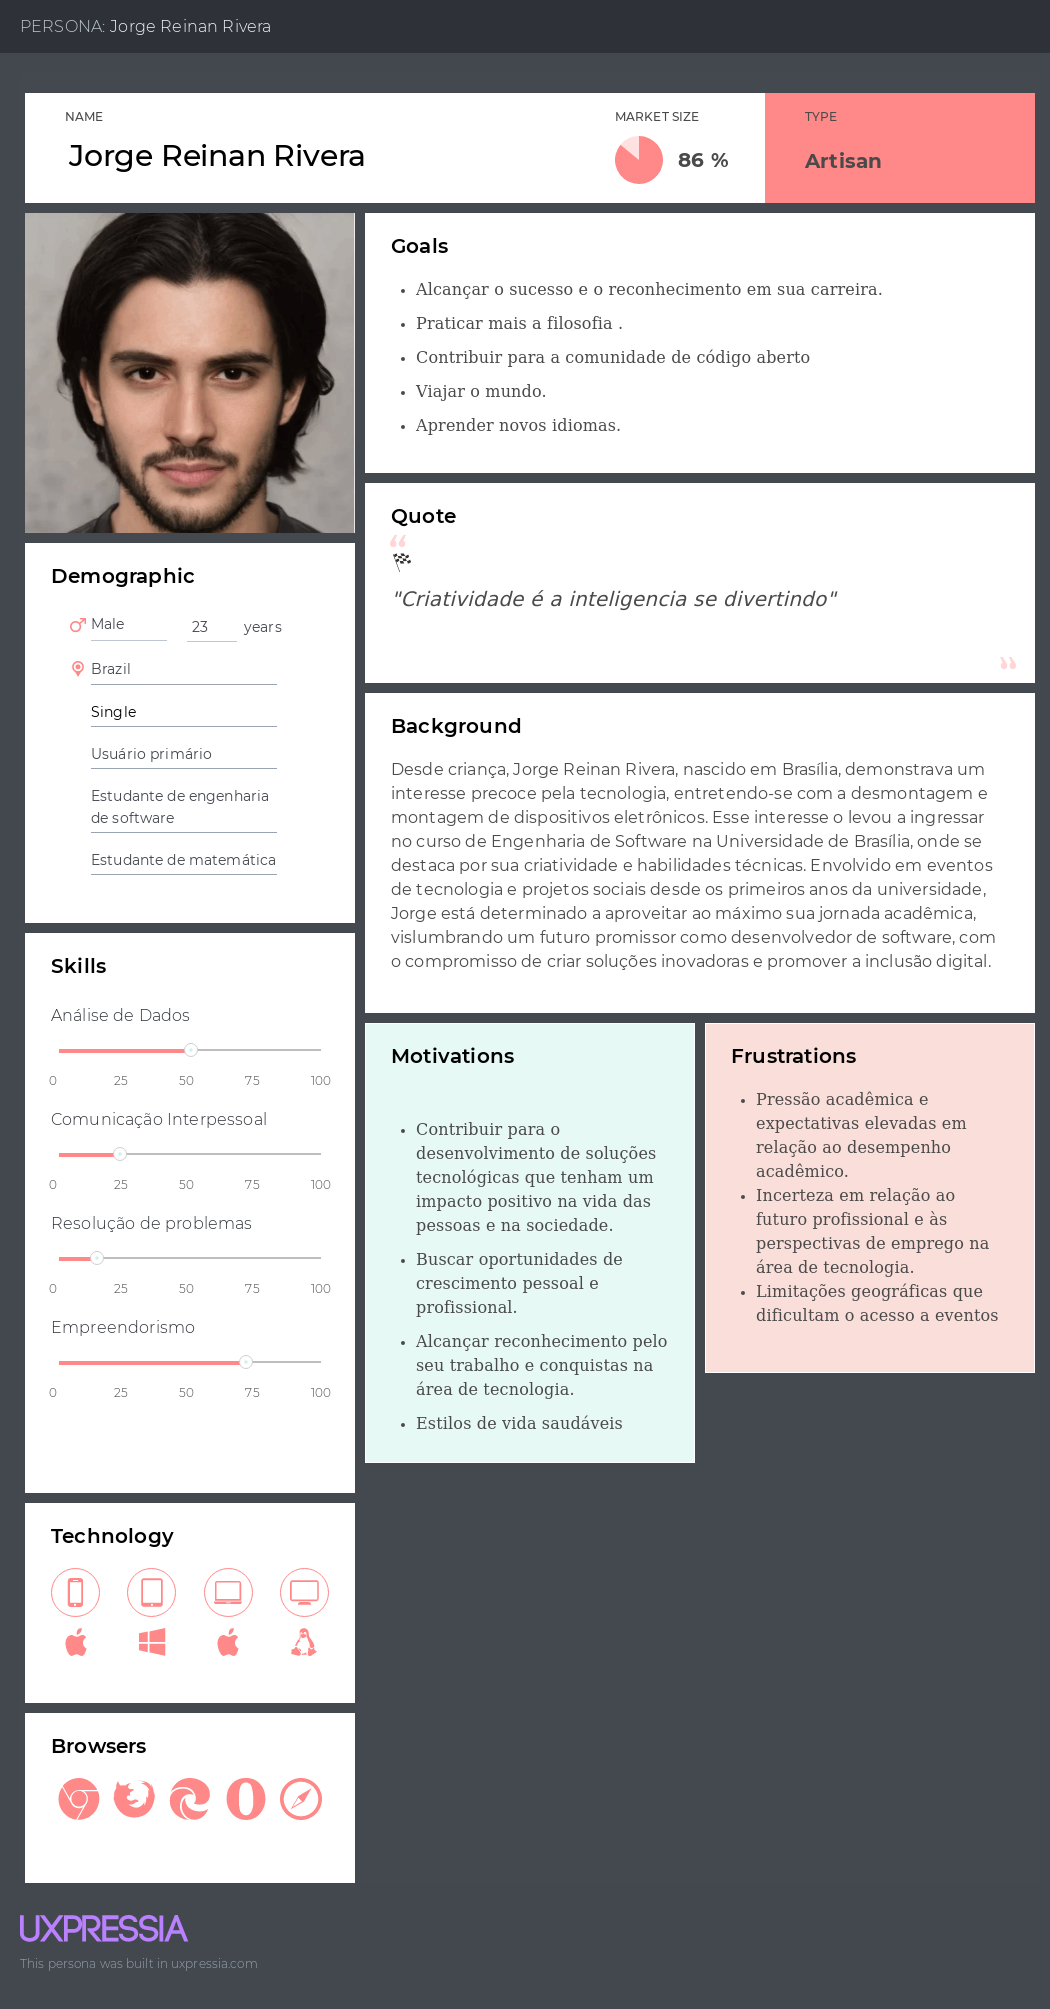 PERSONA: Jorge Reinan Rivera
NAME
Jorge Reinan Rivera
MARKET SIZE
86 %
TYPE
Artisan
Goals
Alcançar o sucesso e o reconhecimento em sua carreira.
Praticar mais a filosofia .
Contribuir para a comunidade de código aberto
Viajar o mundo.
Aprender novos idiomas.
Quote
"Criatividade é a inteligencia se divertindo"
Demographic
Male
23 years
Brazil
Single
Usuário primário
Estudante de engenharia
de software
Estudante de matemática
Background
Desde criança, Jorge Reinan Rivera, nascido em Brasília, demonstrava um
interesse precoce pela tecnologia, entretendo-se com a desmontagem e
montagem de dispositivos eletrônicos. Esse interesse o levou a ingressar
no curso de Engenharia de Software na Universidade de Brasília, onde se
destaca por sua criatividade e habilidades técnicas. Envolvido em eventos
de tecnologia e projetos sociais desde os primeiros anos da universidade,
Jorge está determinado a aproveitar ao máximo sua jornada acadêmica,
vislumbrando um futuro promissor como desenvolvedor de software, com
o compromisso de criar soluções inovadoras e promover a inclusão digital.
Skills
Análise de Dados
0 25 50 75 100
Comunicação Interpessoal
0 25 50 75 100
Resolução de problemas
0 25 50 75 100
Empreendorismo
0 25 50 75 100
Motivations
Contribuir para o
desenvolvimento de soluções
tecnológicas que tenham um
impacto positivo na vida das
pessoas e na sociedade.
Buscar oportunidades de
crescimento pessoal e
profissional.
Alcançar reconhecimento pelo
seu trabalho e conquistas na
área de tecnologia.
Estilos de vida saudáveis
Frustrations
Pressão acadêmica e
expectativas elevadas em
relação ao desempenho
acadêmico.
Incerteza em relação ao
futuro profissional e às
perspectivas de emprego na
área de tecnologia.
Limitações geográficas que
dificultam o acesso a eventos
Technology
Browsers
UXPRESSIA
This persona was built in uxpressia.com